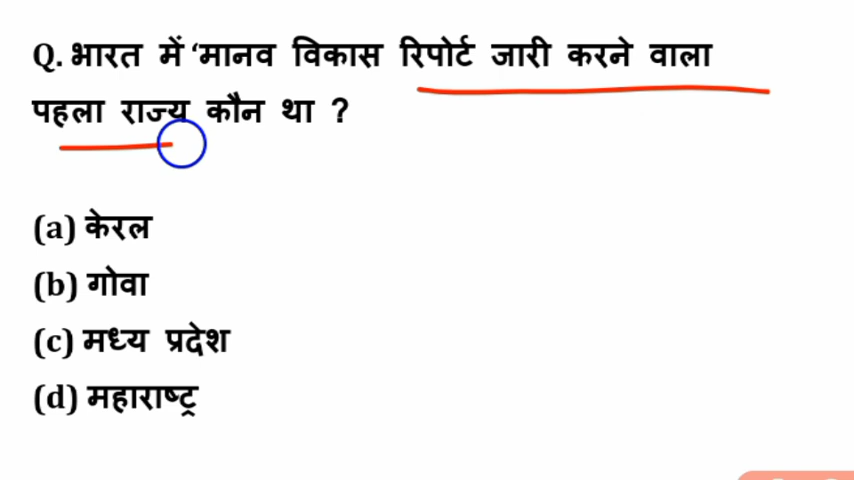 Q. भारत में ‘मानव विकास रिपोर्ट जारी करने वाला
पहला राज्य कौन था ?
(a) केरल
(b) गोवा
(c) मध्य प्रदेश
(d) महाराष्ट्र